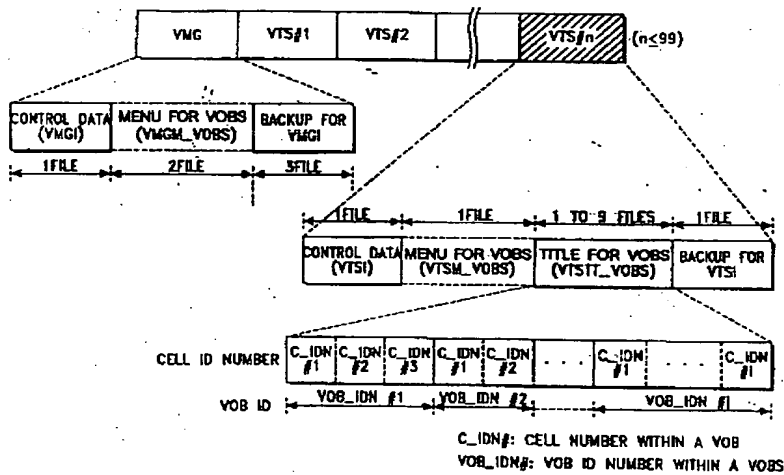 VMG VTS#1 VTS#2 VTS#n {n≤99}
CONTROL DATA (VMGI) MENU FOR VOBS (VMGM_VOBS) BACKUP FOR VMGI
1FILE 2FILE 3FILE
1FILE 1FILE 1 TO 9 FILES 1FILE
CONTROL DATA (VTSI) MENU FOR VOBS (VTSM_VOBS) TITLE FOR VOBS (VTSTT_VOBS) BACKUP FOR VTSI
CELL ID NUMBER C_IDN #1 C_IDN #2 C_IDN #3 C_IDN #1 C_IDN #2 . . . C_IDN #1 . . . . C_IDN #I
VOB ID VOB_IDN #1 VOB_IDN #2 VOB_IDN #I
C_IDN#: CELL NUMBER WITHIN A VOB
VOB_IDN#: VOB ID NUMBER WITHIN A VOBS